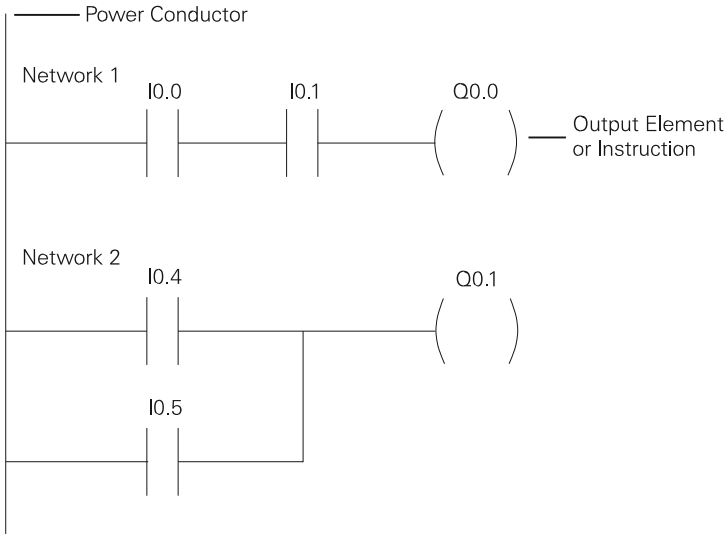 Power Conductor
Network 1
I0.0
I0.1
Q0.0
Output Element
or Instruction
Network 2
I0.4
Q0.1
I0.5